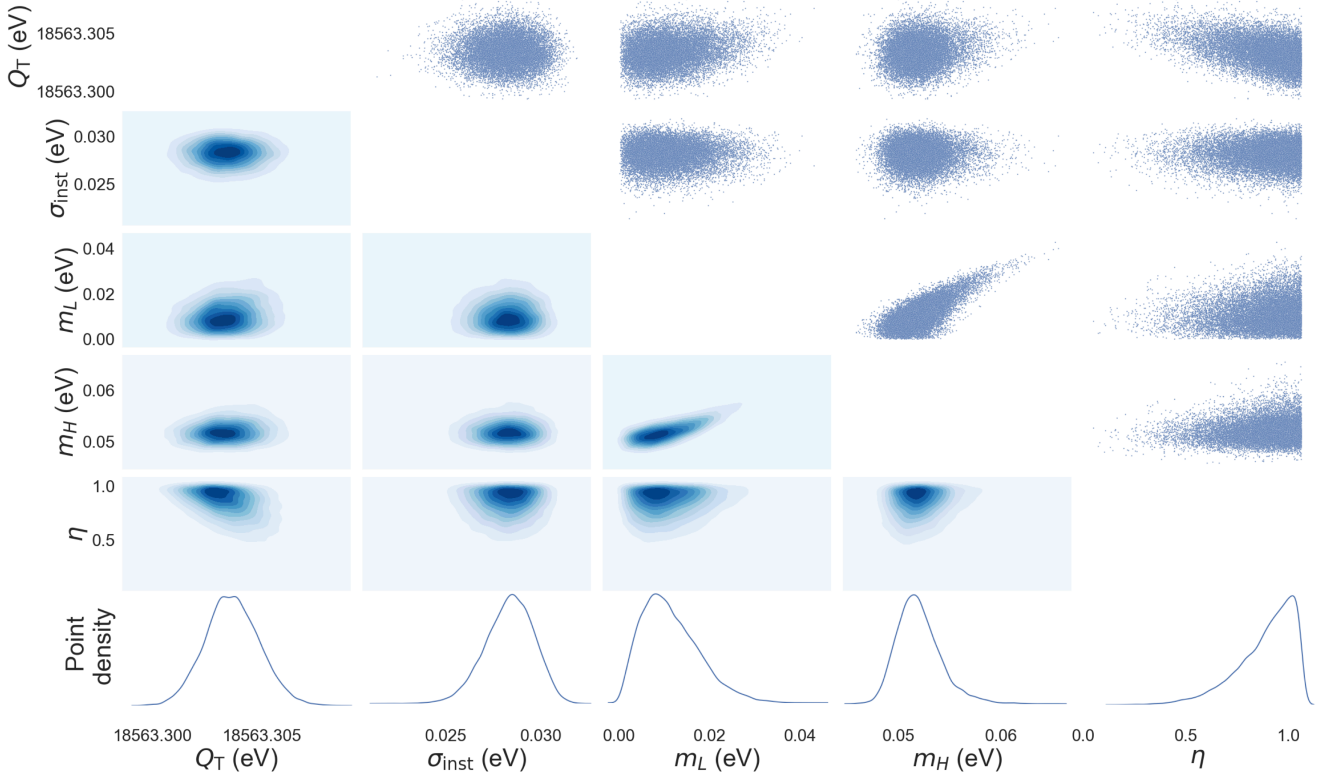 Q_T (eV)
18563.305
18563.300
σ_inst (eV)
0.030
0.025
m_L (eV)
0.04
0.02
0.00
m_H (eV)
0.06
0.05
η
1.0
0.5
Point
density
18563.300 18563.305 0.025 0.030 0.00 0.02 0.04 0.05 0.06 0.0 0.5 1.0
Q_T (eV) σ_inst (eV) m_L (eV) m_H (eV) η